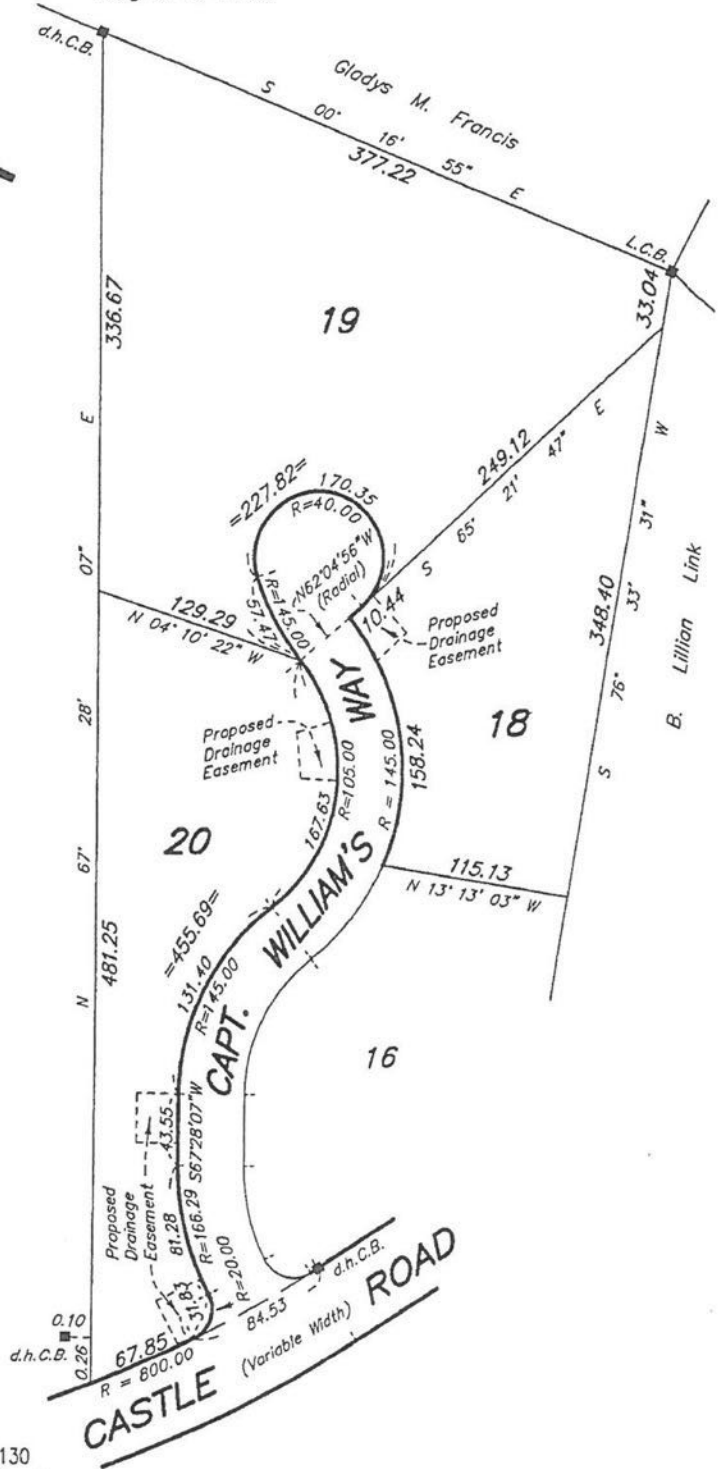 d.h.C.B.
Gladys M. Francis
S 00° 16' 55" E
377.22
L.C.B.
33.04
336.67
19
249.12
S 65° 21' 47" E
=227.82=
170.35
R=40.00
N62°04'56"W
(Radial)
R=145.00
57.47
10.44
129.29
N 04° 10' 22" W
Proposed
Drainage
Easement
S 76° 33' 31" W
348.40
B. Lillian Link
18
Proposed
Drainage
Easement
R=105.00
167.63
R = 145.00
158.24
20
115.13
N 13° 13' 03" W
CAPT. WILLIAM'S WAY
=455.69=
131.40
R=145.00
N 67° 28' 07" E
481.25
16
43.55
S67°28'07"W
Proposed
Drainage
Easement
81.28
R=166.29
31.83
R=20.00
d.h.C.B.
84.53
0.10
d.h.C.B.
0.26
67.85
R = 800.00
CASTLE ROAD
(Variable Width)
130